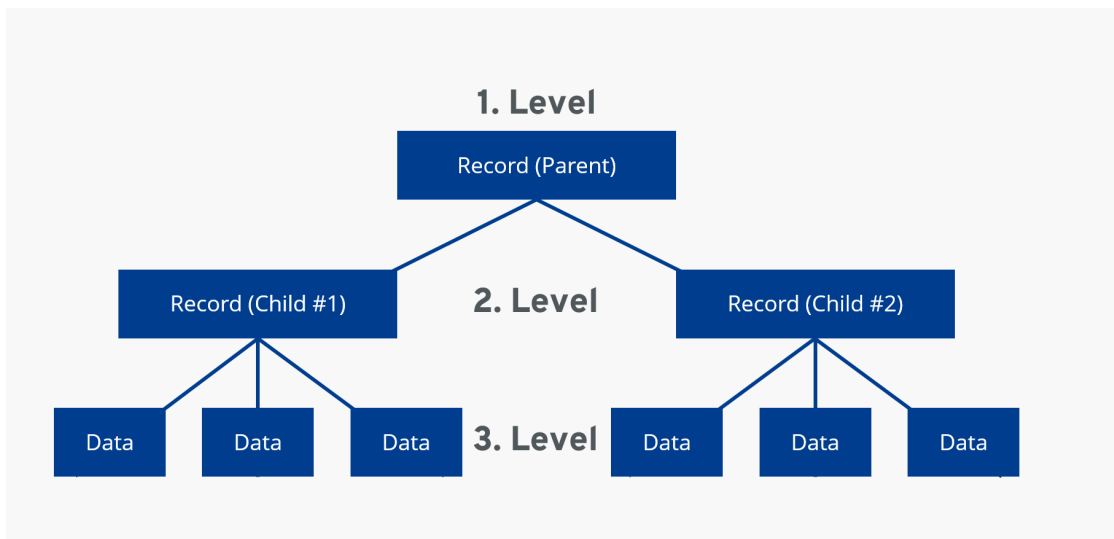 1. Level
Record (Parent)
Record (Child #1)
2. Level
Record (Child #2)
Data
Data
Data
3. Level
Data
Data
Data